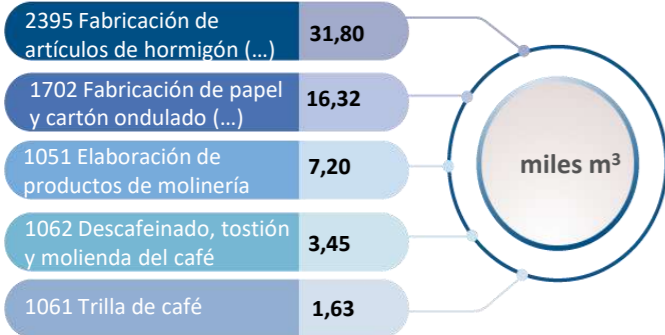 2395 Fabricación de
artículos de hormigón (...)
31,80
1702 Fabricación de papel
y cartón ondulado (...)
16,32
1051 Elaboración de
productos de molinería
7,20
1062 Descafeinado, tostión
y molienda del café
3,45
1061 Trilla de café
1,63
miles m³